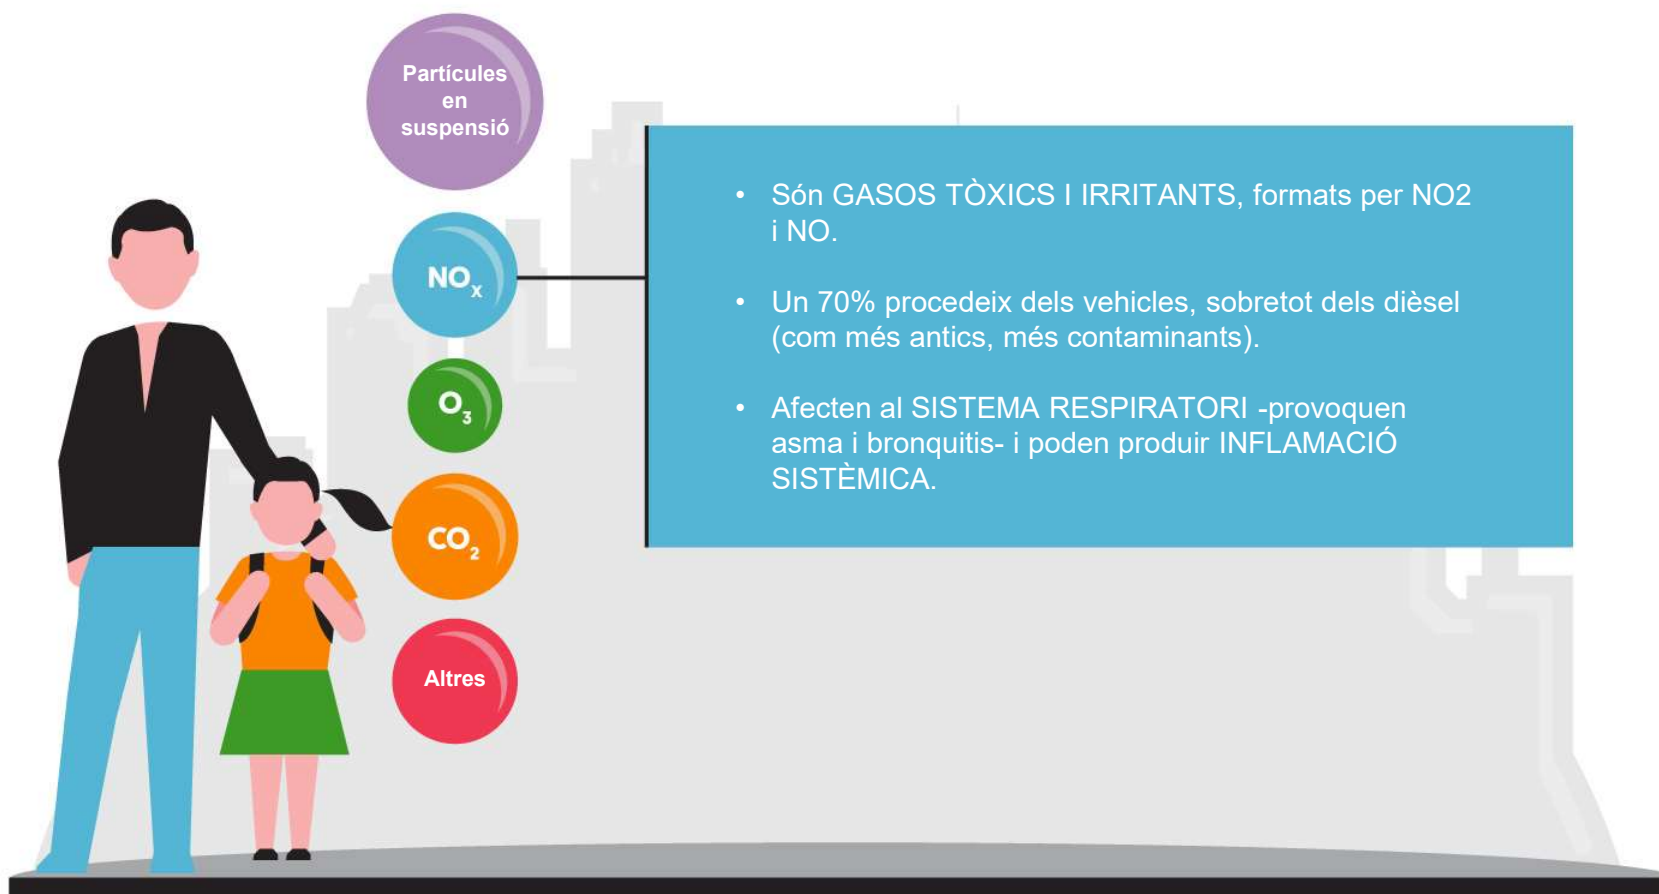 Partícules
en
suspensió
NOx
O3
CO2
Altres
• Són GASOS TÒXICS I IRRITANTS, formats per NO2
i NO.
• Un 70% procedeix dels vehicles, sobretot dels dièsel
(com més antics, més contaminants).
• Afecten al SISTEMA RESPIRATORI -provoquen
asma i bronquitis- i poden produir INFLAMACIÓ
SISTÈMICA.